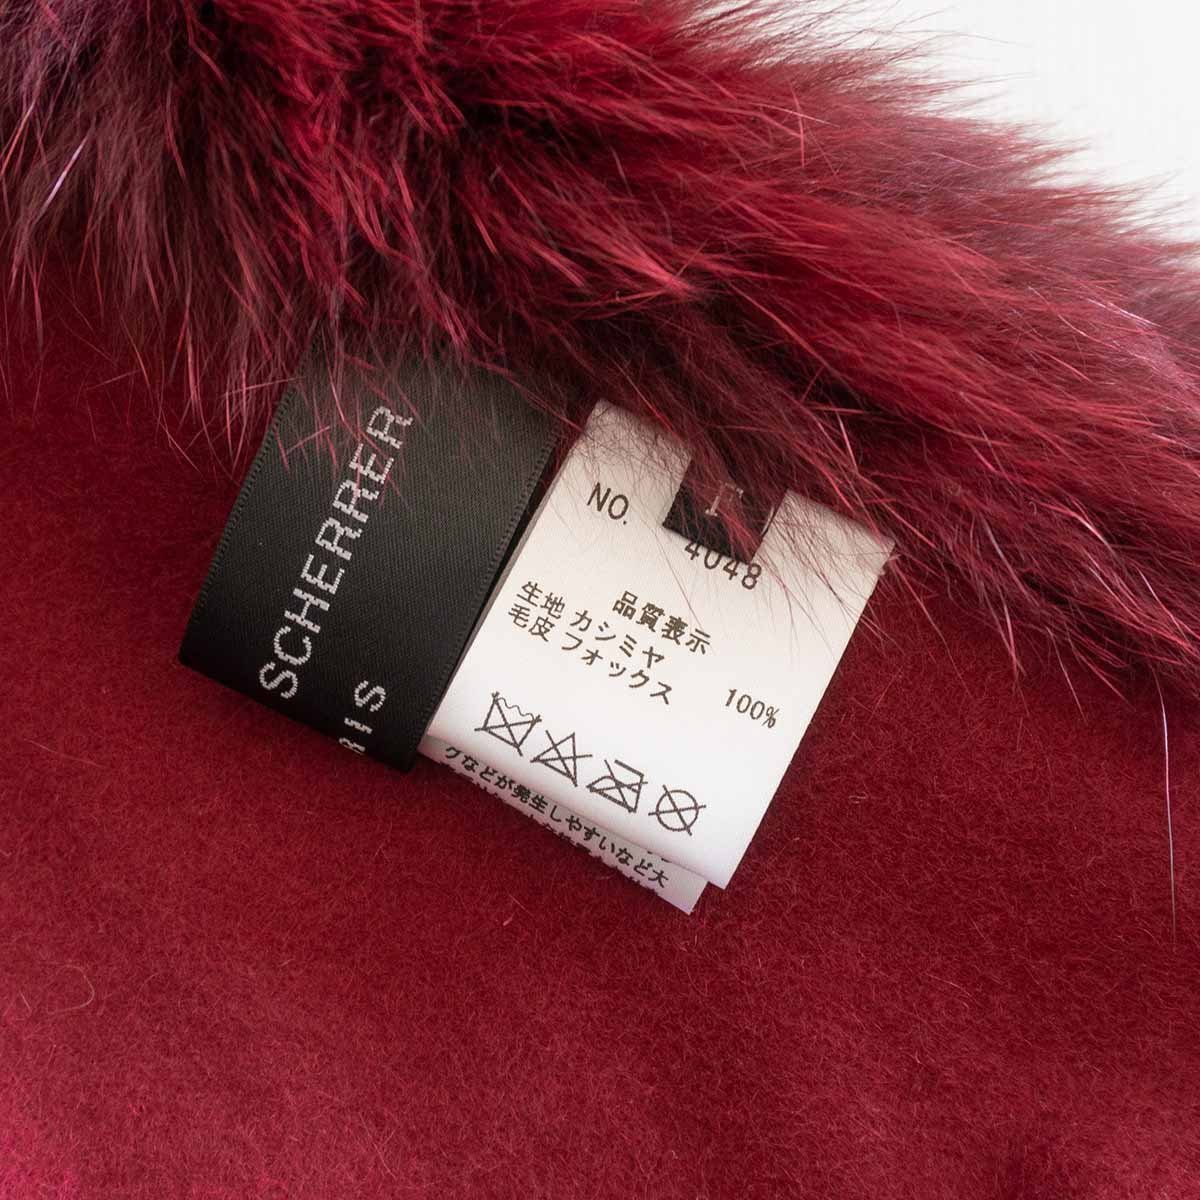 SCHERRER
NO. 4048
品質表示
生地 カシミヤ 100%
毛皮 フォックス
グなどが発生しやすいなど大